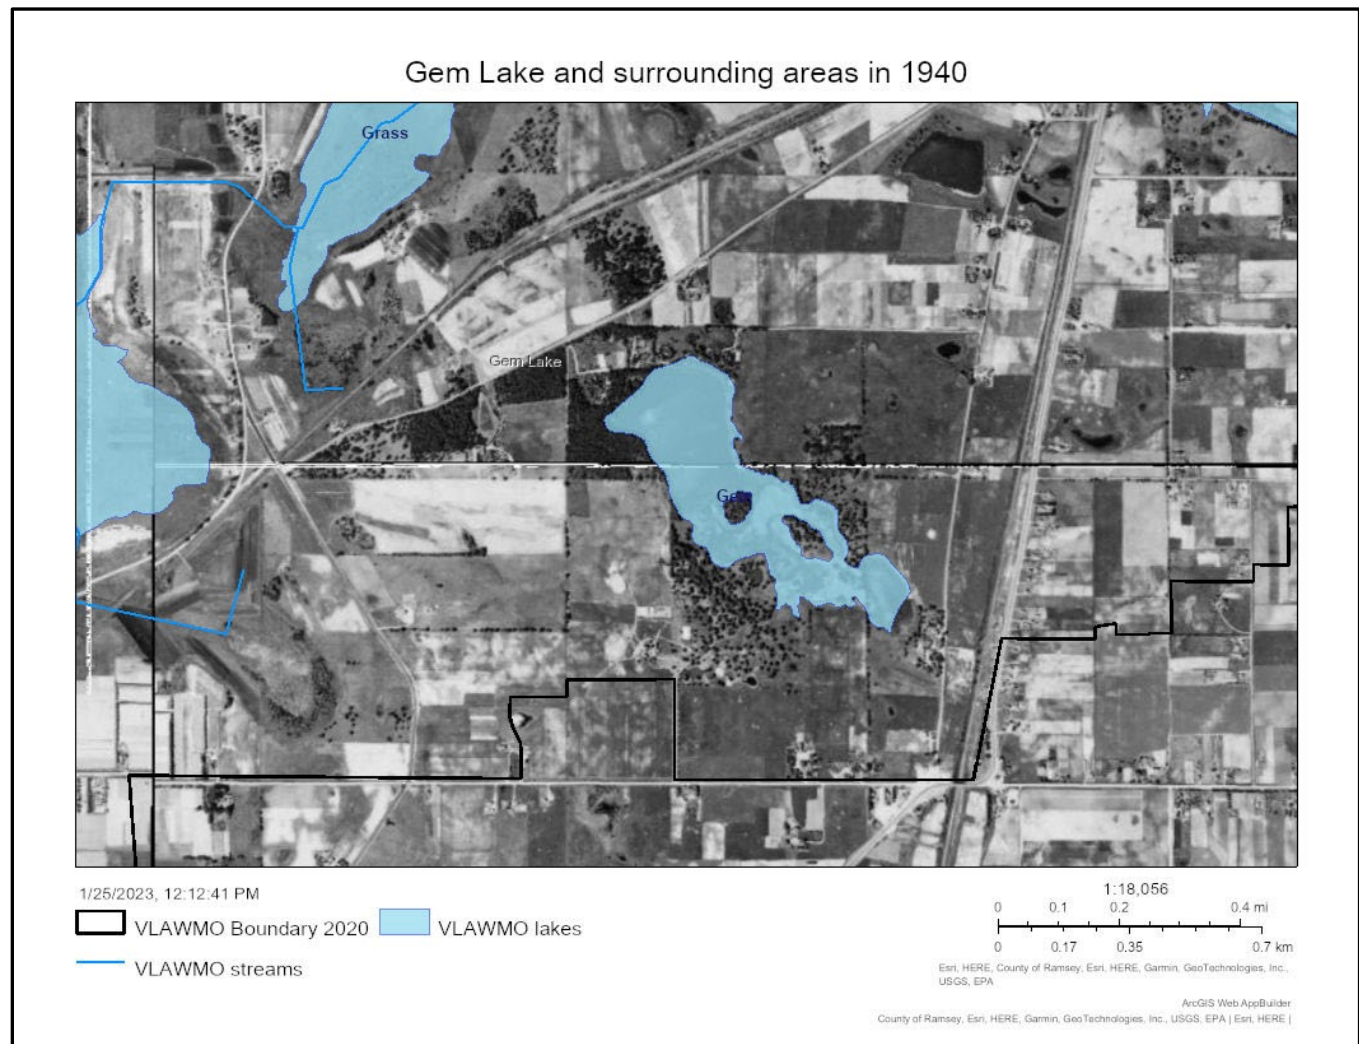 Gem Lake and surrounding areas in 1940
Grass
Gem Lake
Gem
1/25/2023, 12:12:41 PM
VLAWMO Boundary 2020
VLAWMO lakes
VLAWMO streams
1:18,056
0 0.1 0.2 0.4 mi
0 0.17 0.35 0.7 km
Esri, HERE, County of Ramsey, Esri, HERE, Garmin, GeoTechnologies, Inc.,
USGS, EPA
ArcGIS Web AppBuilder
County of Ramsey, Esri, HERE, Garmin, GeoTechnologies, Inc., USGS, EPA | Esri, HERE |